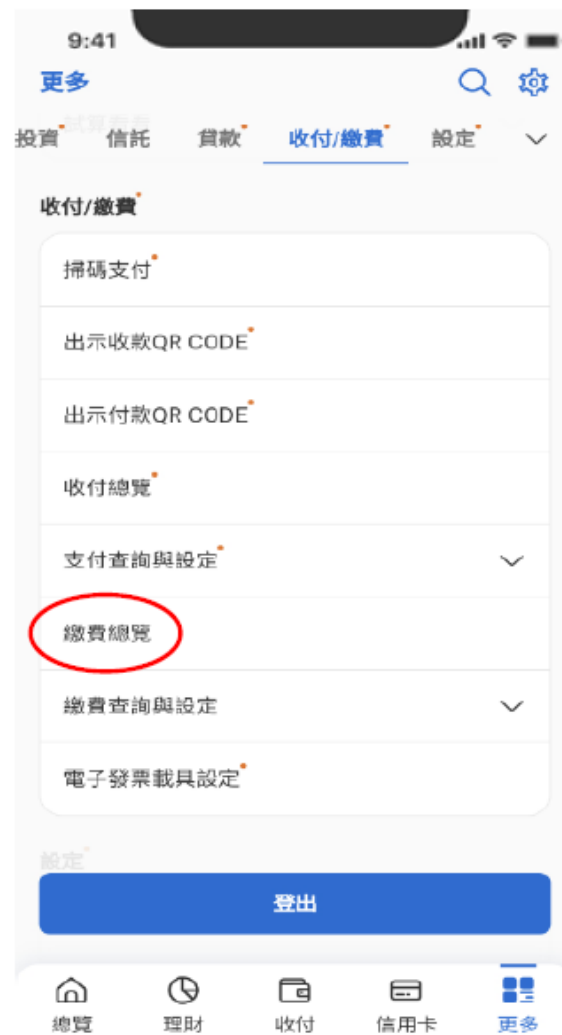 9:41
更多
試算看看
投資 信託 貸款 收付/繳費 設定
收付/繳費
掃碼支付
出示收款QR CODE
出示付款QR CODE
收付總覽
支付查詢與設定
繳費總覽
繳費查詢與設定
電子發票載具設定
設定
登出
總覽 理財 收付 信用卡 更多